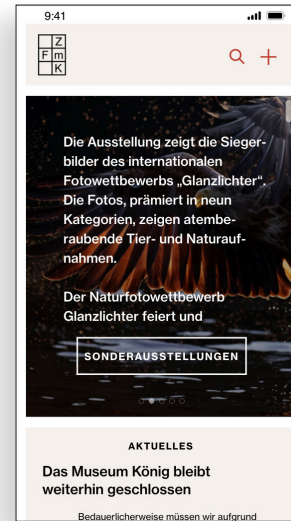 9:41
Z
F m
K
Die Ausstellung zeigt die Sieger-
bilder des internationalen
Fotowettbewerbs „Glanzlichter“.
Die Fotos, prämiert in neun
Kategorien, zeigen atembe-
raubende Tier- und Naturauf-
nahmen.
Der Naturfotowettbewerb
Glanzlichter feiert und
SONDERAUSSTELLUNGEN
AKTUELLES
Das Museum König bleibt
weiterhin geschlossen
Bedauerlicherweise müssen wir aufgrund